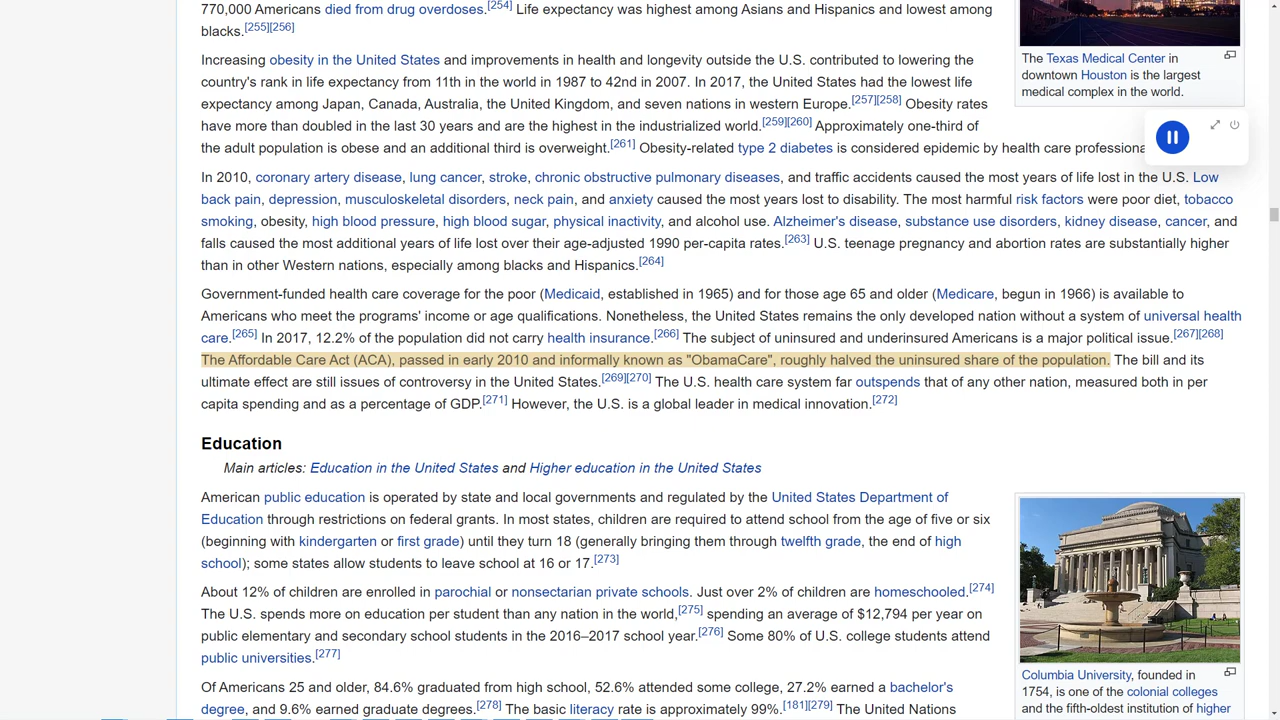 770,000 Americans died from drug overdoses.[254] Life expectancy was highest among Asians and Hispanics and lowest among
blacks.[255][256]
Increasing obesity in the United States and improvements in health and longevity outside the U.S. contributed to lowering the
country's rank in life expectancy from 11th in the world in 1987 to 42nd in 2007. In 2017, the United States had the lowest life
expectancy among Japan, Canada, Australia, the United Kingdom, and seven nations in western Europe.[257][258] Obesity rates
have more than doubled in the last 30 years and are the highest in the industrialized world.[259][260] Approximately one-third of
the adult population is obese and an additional third is overweight.[261] Obesity-related type 2 diabetes is considered epidemic by health care
The Texas Medical Center in
downtown Houston is the largest
medical complex in the world.
In 2010, coronary artery disease, lung cancer, stroke, chronic obstructive pulmonary diseases, and traffic accidents caused the most years of life lost in the U.S. Low
back pain, depression, musculoskeletal disorders, neck pain, and anxiety caused the most years lost to disability. The most harmful risk factors were poor diet, tobacco
smoking, obesity, high blood pressure, high blood sugar, physical inactivity, and alcohol use. Alzheimer's disease, substance use disorders, kidney disease, cancer, and
falls caused the most additional years of life lost over their age-adjusted 1990 per-capita rates.[263] U.S. teenage pregnancy and abortion rates are substantially higher
than in other Western nations, especially among blacks and Hispanics.[264]
Government-funded health care coverage for the poor (Medicaid, established in 1965) and for those age 65 and older (Medicare, begun in 1966) is available to
Americans who meet the programs' income or age qualifications. Nonetheless, the United States remains the only developed nation without a system of universal health
care.[265] In 2017, 12.2% of the population did not carry health insurance.[266] The subject of uninsured and underinsured Americans is a major political issue.[267][268]
The Affordable Care Act (ACA), passed in early 2010 and informally known as "ObamaCare", roughly halved the uninsured share of the population. The bill and its
ultimate effect are still issues of controversy in the United States.[269][270] The U.S. health care system far outspends that of any other nation, measured both in per
capita spending and as a percentage of GDP.[271] However, the U.S. is a global leader in medical innovation.[272]
Education
Main articles: Education in the United States and Higher education in the United States
American public education is operated by state and local governments and regulated by the United States Department of
Education through restrictions on federal grants. In most states, children are required to attend school from the age of five or six
(beginning with kindergarten or first grade) until they turn 18 (generally bringing them through twelfth grade, the end of high
school); some states allow students to leave school at 16 or 17.[273]
About 12% of children are enrolled in parochial or nonsectarian private schools. Just over 2% of children are homeschooled.[274]
The U.S. spends more on education per student than any nation in the world,[275] spending an average of $12,794 per year on
public elementary and secondary school students in the 2016–2017 school year.[276] Some 80% of U.S. college students attend
public universities.[277]
Of Americans 25 and older, 84.6% graduated from high school, 52.6% attended some college, 27.2% earned a bachelor's
degree, and 9.6% earned graduate degrees.[278] The basic literacy rate is approximately 99%.[181][279] The United Nations
Columbia University, founded in
1754, is one of the colonial colleges
and the fifth-oldest institution of higher